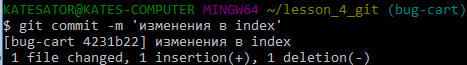 KATESATOR@KATES-COMPUTER MINGW64 ~/lesson_4_git (bug-cart)
$ git commit -m 'изменения в index'
[bug-cart 4231b22] изменения в index
1 file changed, 1 insertion(+), 1 deletion(-)